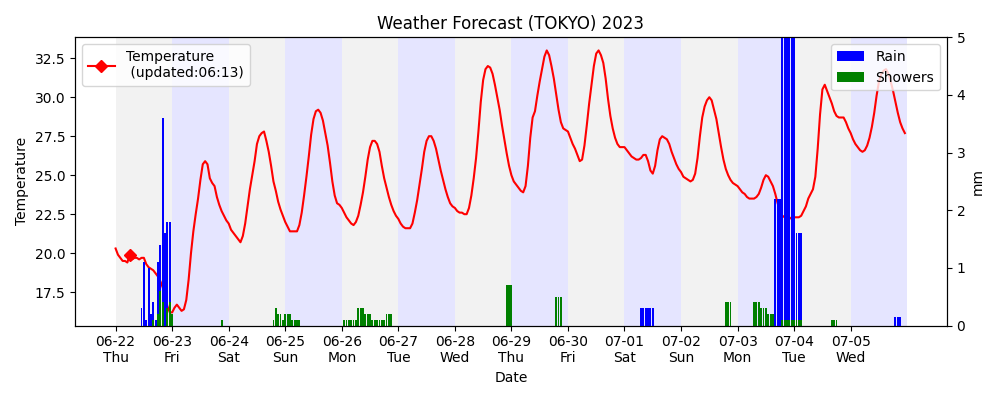 Weather Forecast (TOKYO) 2023
Temperature
(updated:06:13)
Rain
Showers
Temperature
32.5
30.0
27.5
25.0
22.5
20.0
17.5
5
4
3
2
1
0
mm
06-22 06-23 06-24 06-25 06-26 06-27 06-28 06-29 06-30 07-01 07-02 07-03 07-04 07-05
Thu Fri Sat Sun Mon Tue Wed Thu Fri Sat Sun Mon Tue Wed
Date